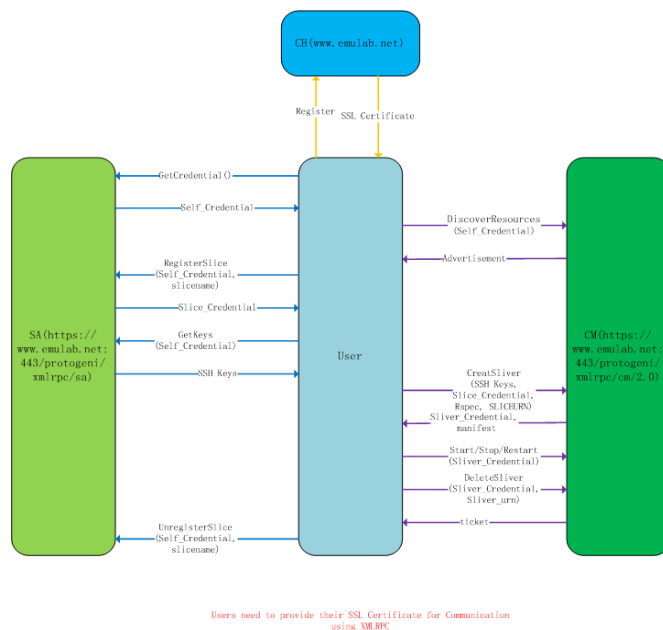 CH(www.emulab.net)
Register
SSL Certificate
GetCredential()
Self_Credential
DiscoverResources
(Self_Credential)
Advertisement
RegisterSlice
(Self_Credential,
slicename)
Slice_Credential
GetKeys
(Self_Credential)
SSH Keys
SA(https://
www.emulab.net:
443/protogeni/
xmlrpc/sa)
User
CM(https://
www.emulab.net:
443/protogeni/
xmlrpc/cm/2.0)
CreatSliver
(SSH Keys,
Slice_Credential,
Rspec, SLICEURN)
Sliver_Credential,
manifest
Start/Stop/Restart
(Sliver_Credential)
DeleteSliver
(Sliver_Credential,
Sliver_urn)
ticket
UnregisterSlice
(Self_Credential,
slicename)
Users need to provide their SSL Certificate for Communication
using XMLRPC